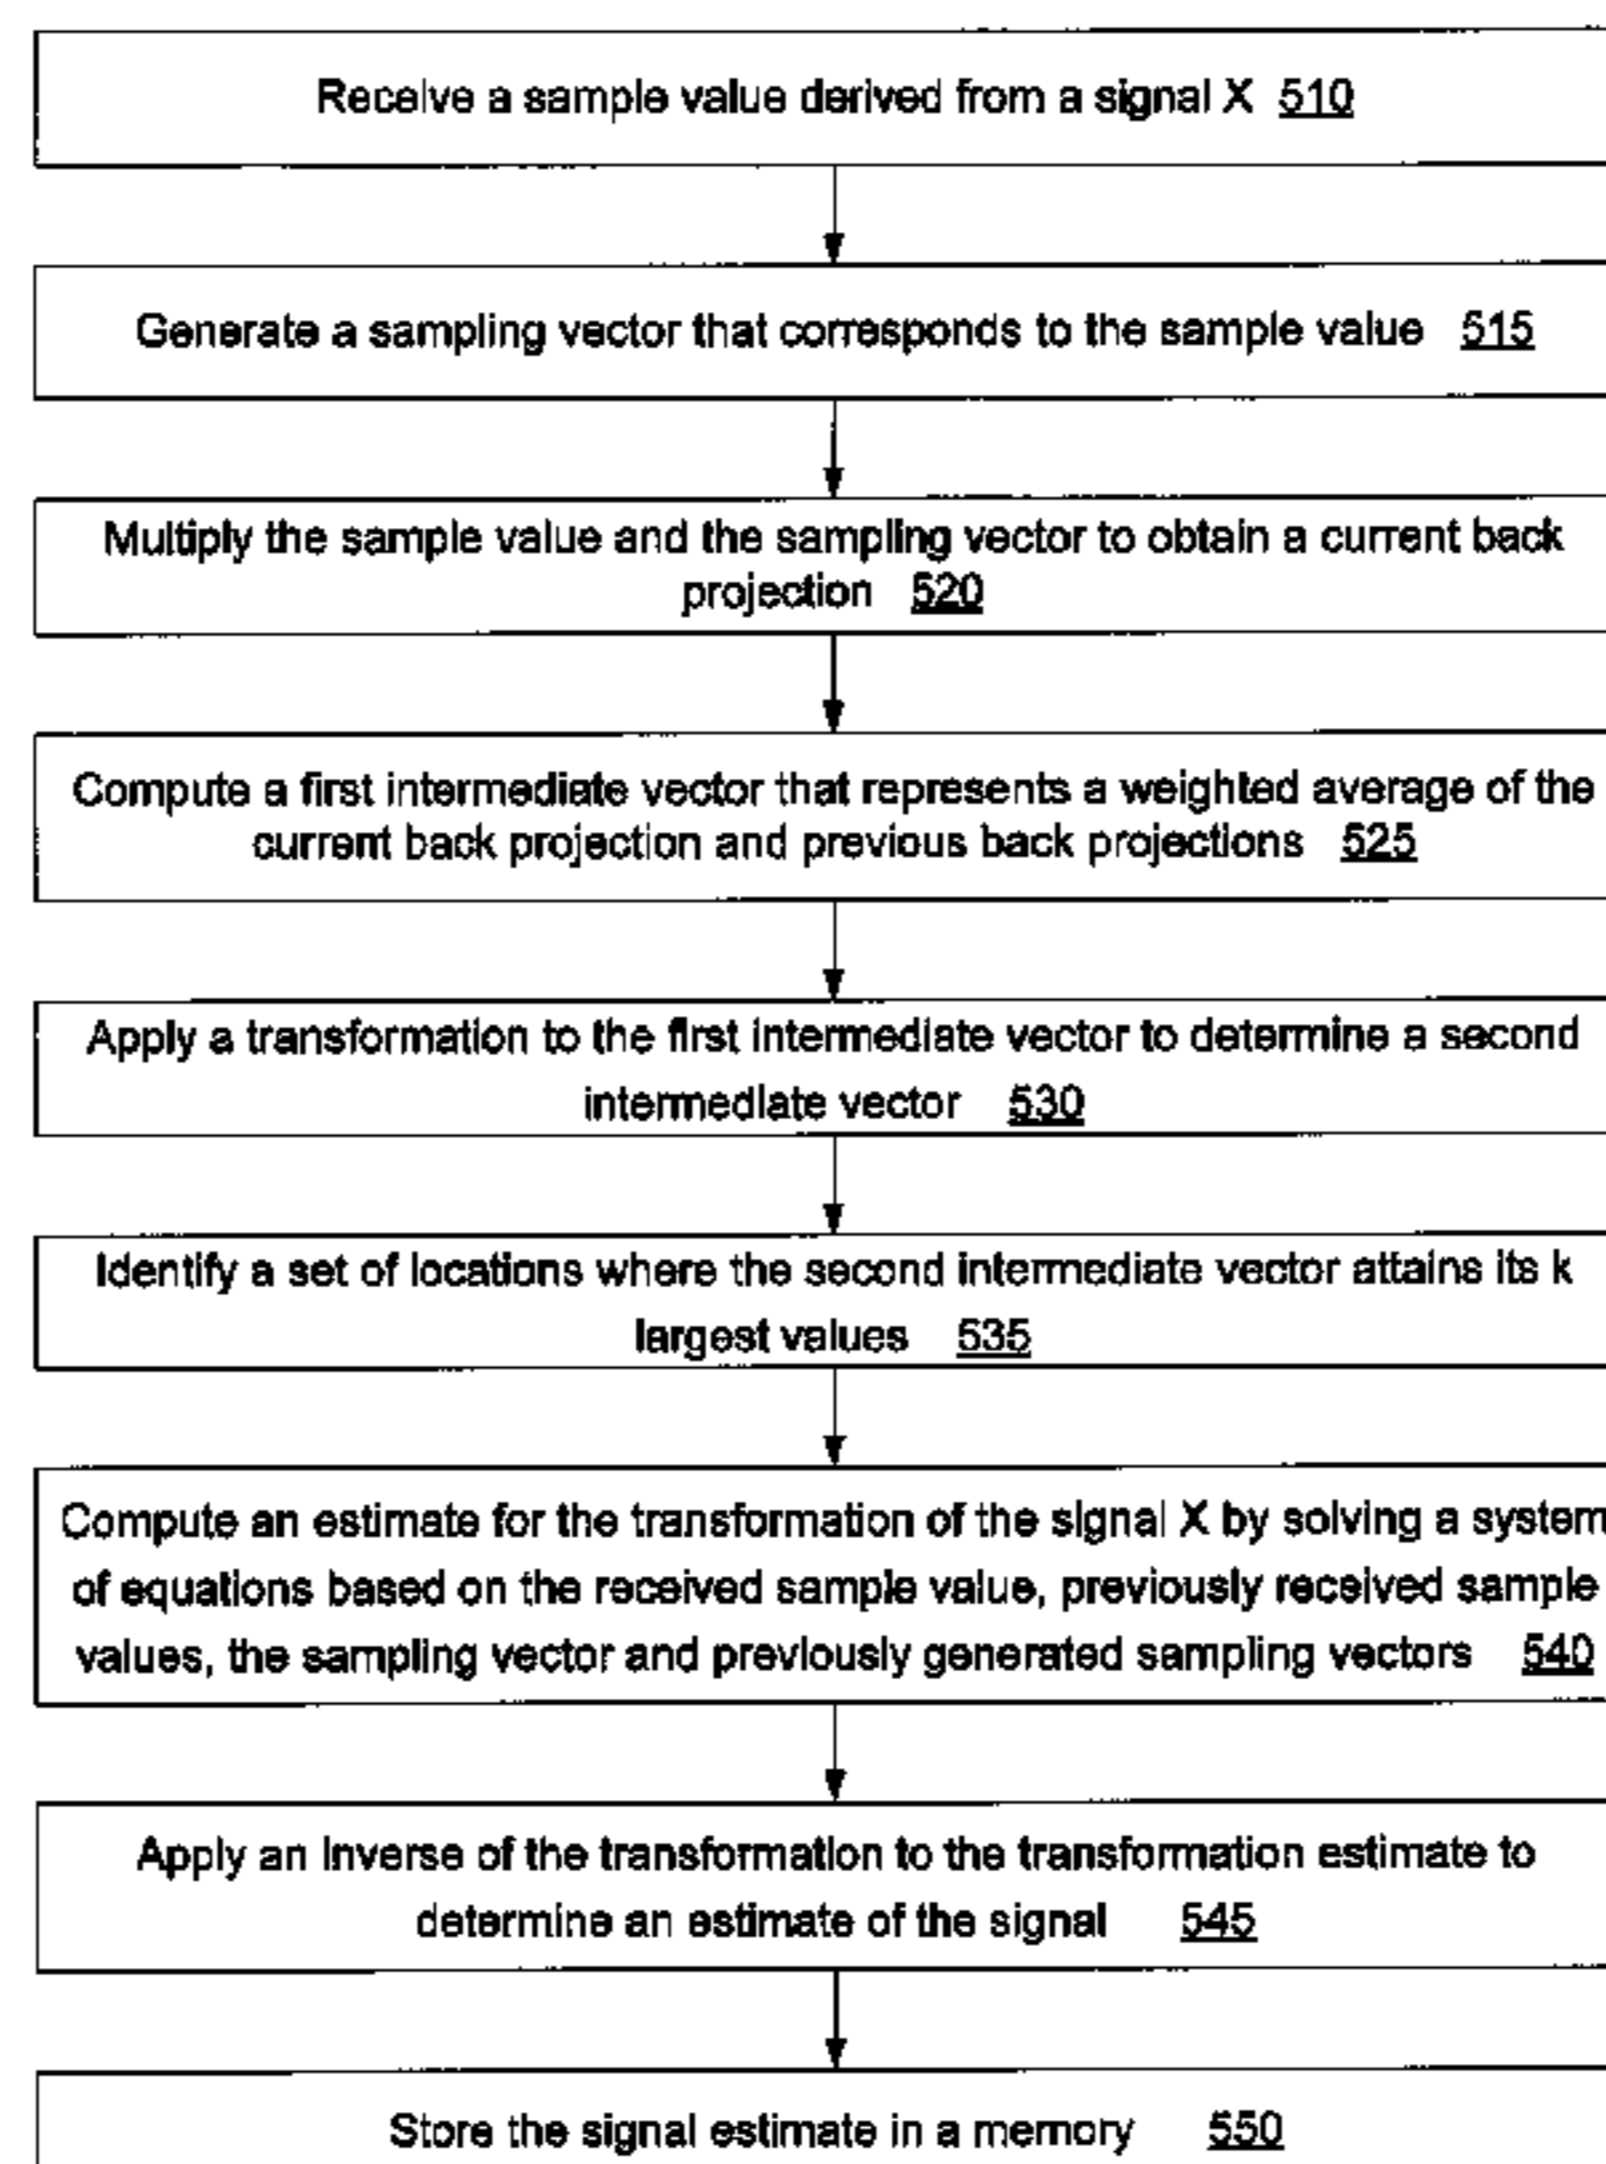 Receive a sample value derived from a signal X 510
Generate a sampling vector that corresponds to the sample value 515
Multiply the sample value and the sampling vector to obtain a current back
projection 520
Compute a first intermediate vector that represents a weighted average of the
current back projection and previous back projections 525
Apply a transformation to the first intermediate vector to determine a second
intermediate vector 530
Identify a set of locations where the second intermediate vector attains its k
largest values 535
Compute an estimate for the transformation of the signal X by solving a system
of equations based on the received sample value, previously received sample
values, the sampling vector and previously generated sampling vectors 540
Apply an inverse of the transformation to the transformation estimate to
determine an estimate of the signal 545
Store the signal estimate in a memory 550